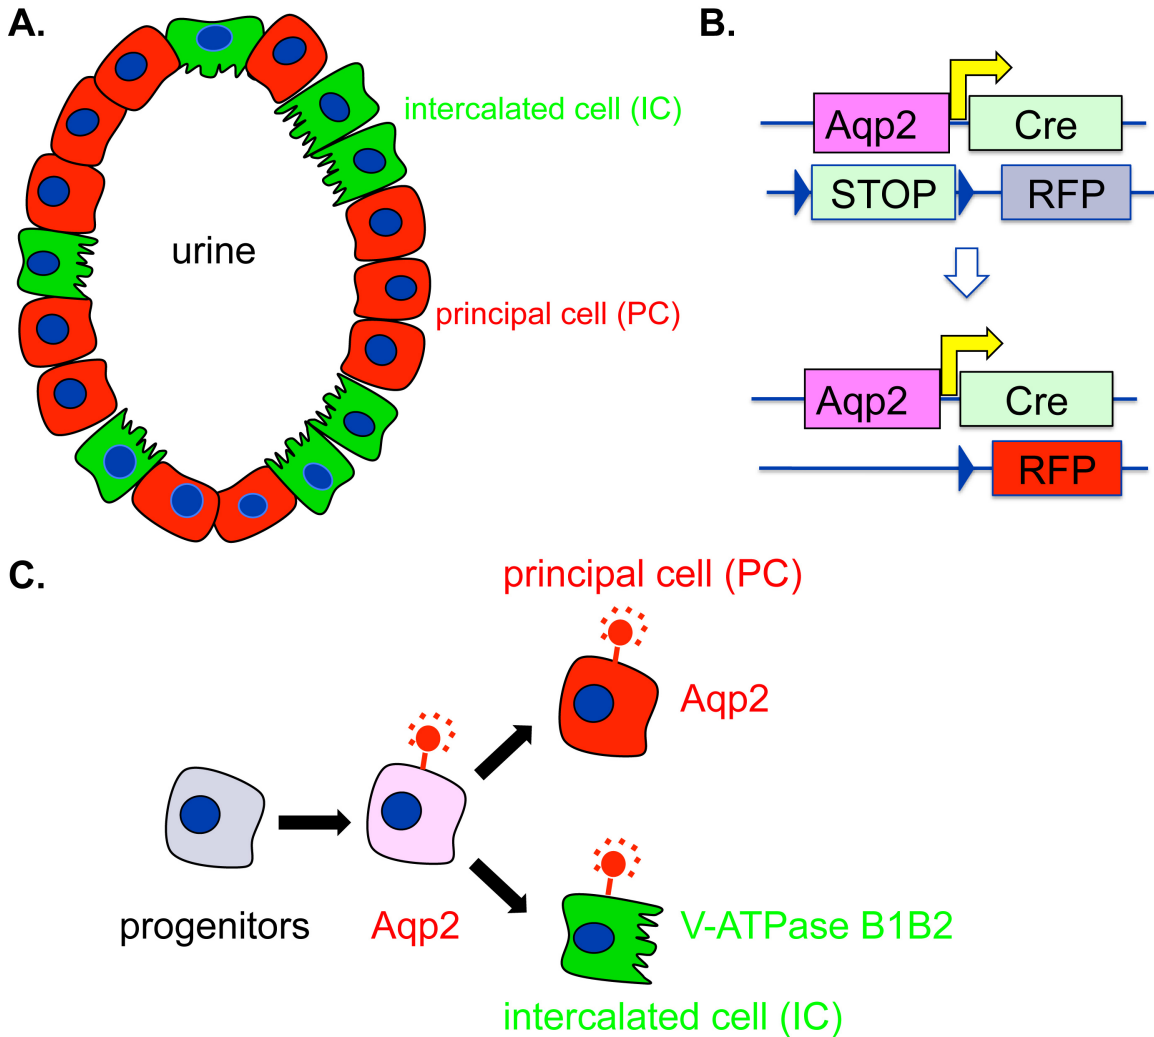 A.
intercalated cell (IC)
urine
principal cell (PC)
B.
Aqp2 Cre
STOP RFP
Aqp2 Cre
RFP
C.
principal cell (PC)
Aqp2
progenitors Aqp2 V-ATPase B1B2
intercalated cell (IC)